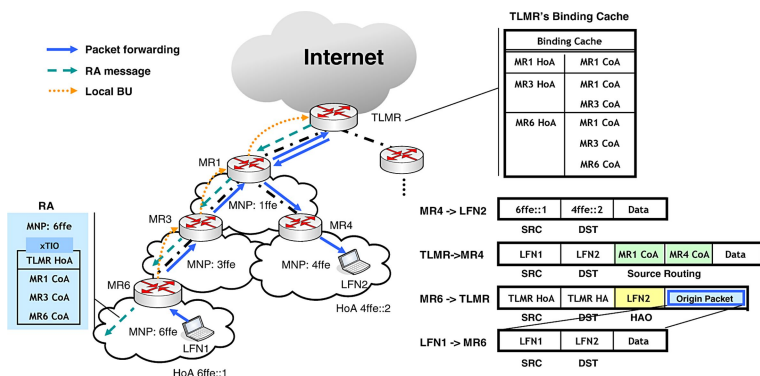 TLMR's Binding Cache
Binding Cache
MR1 HoA MR1 CoA
MR3 HoA MR1 CoA
MR3 CoA
MR6 HoA MR1 CoA
MR3 CoA
MR6 CoA
Packet forwarding
RA message
Local BU
Internet
TLMR
MR1
MNP: 1ffe
MR3
MNP: 3ffe
MR4
MNP: 4ffe
LFN2
HoA 4ffe::2
MR6
MNP: 6ffe
LFN1
HoA 6ffe::1
RA
MNP: 6ffe
xTIO
TLMR HoA
MR1 CoA
MR3 CoA
MR6 CoA
MR4 -> LFN2 6ffe::1 4ffe::2 Data
SRC DST
TLMR->MR4 LFN1 LFN2 MR1 CoA MR4 CoA Data
SRC DST Source Routing
MR6 -> TLMR TLMR HoA TLMR HA LFN2 Origin Packet
SRC DST HAO
LFN1 -> MR6 LFN1 LFN2 Data
SRC DST